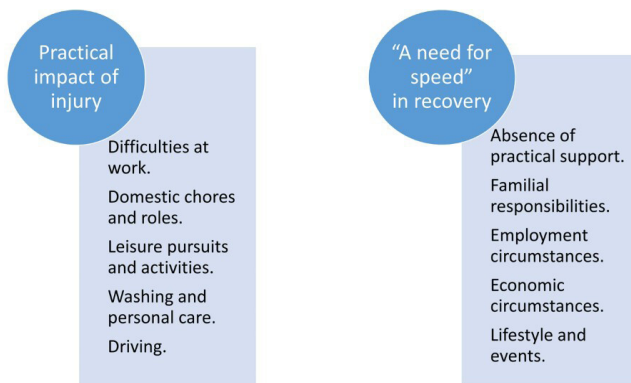 Practical
impact of
injury
Difficulties at
work.
Domestic chores
and roles.
Leisure pursuits
and activities.
Washing and
personal care.
Driving.
“A need for
speed”
in recovery
Absence of
practical support.
Familial
responsibilities.
Employment
circumstances.
Economic
circumstances.
Lifestyle and
events.